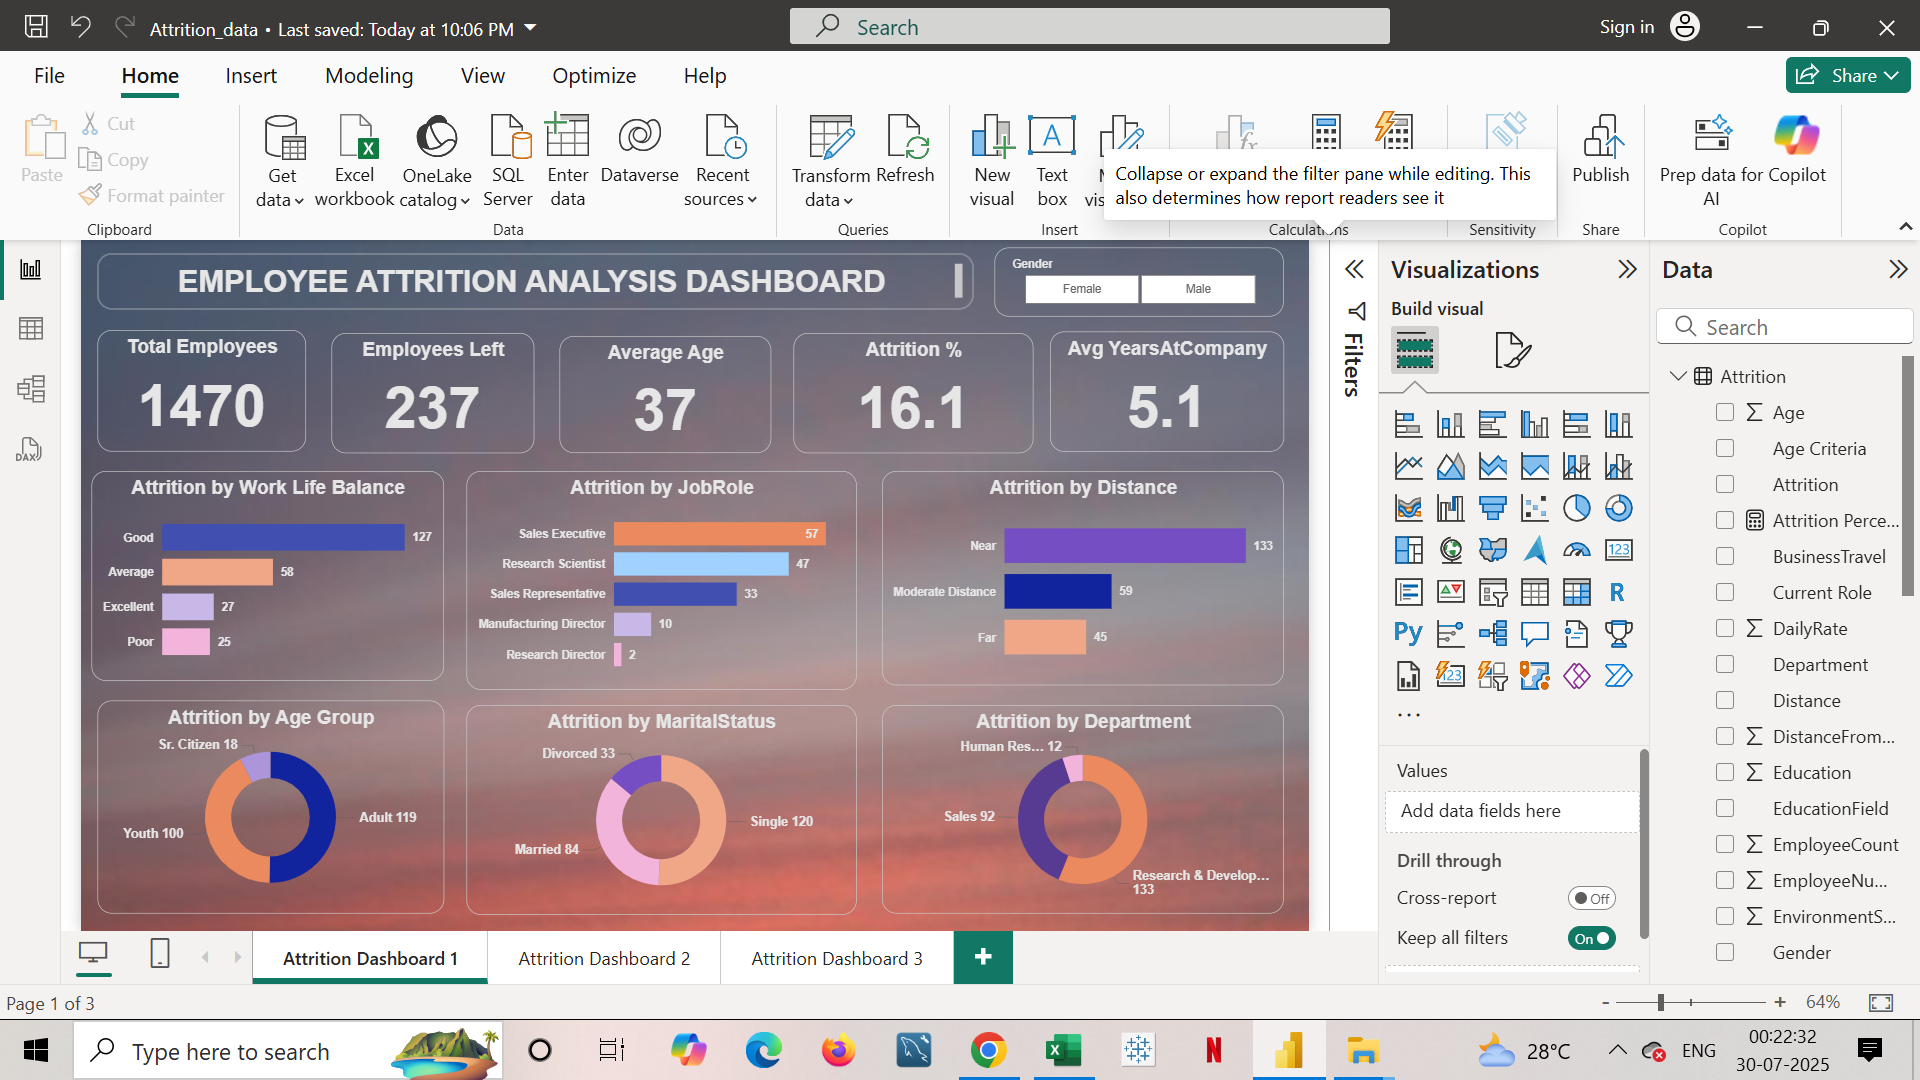 Attrition_data • Last saved: Today at 10:06 PM
Search
Sign in
File
Home
Insert
Modeling
View
Optimize
Help
Share
Paste
Cut
Copy
Format painter
Clipboard
Get data
Excel workbook
OneLake catalog
SQL Server
Enter data
Dataverse
Recent sources
Data
Transform data
Refresh
Queries
New visual
Text box
Insert
Collapse or expand the filter pane while editing. This
also determines how report readers see it
Calculations
Sensitivity
Publish
Share
Prep data for AI
Copilot
Copilot
DAX
EMPLOYEE ATTRITION ANALYSIS DASHBOARD
Gender
Female
Male
Total Employees
1470
Employees Left
237
Average Age
37
Attrition %
16.1
Avg YearsAtCompany
5.1
Attrition by Work Life Balance
Good 127
Average 58
Excellent 27
Poor 25
Attrition by JobRole
Sales Executive 57
Research Scientist 47
Sales Representative 33
Manufacturing Director 10
Research Director 2
Attrition by Distance
Near 133
Moderate Distance 59
Far 45
Attrition by Age Group
Sr. Citizen 18
Youth 100
Adult 119
Attrition by MaritalStatus
Divorced 33
Married 84
Single 120
Attrition by Department
Human Res... 12
Sales 92
Research & Develop...
133
Filters
Visualizations
Build visual
123
R
Py
123
...
Values
Add data fields here
Drill through
Cross-report
Off
Keep all filters
On
Data
Search
Attrition
Age
Age Criteria
Attrition
Attrition Perce...
BusinessTravel
Current Role
DailyRate
Department
Distance
DistanceFrom...
Education
EducationField
EmployeeCount
EmployeeNu...
EnvironmentS...
Gender
Attrition Dashboard 1
Attrition Dashboard 2
Attrition Dashboard 3
+
Page 1 of 3
- + 64%
Type here to search
N
28°C
ENG
00:22:32
30-07-2025